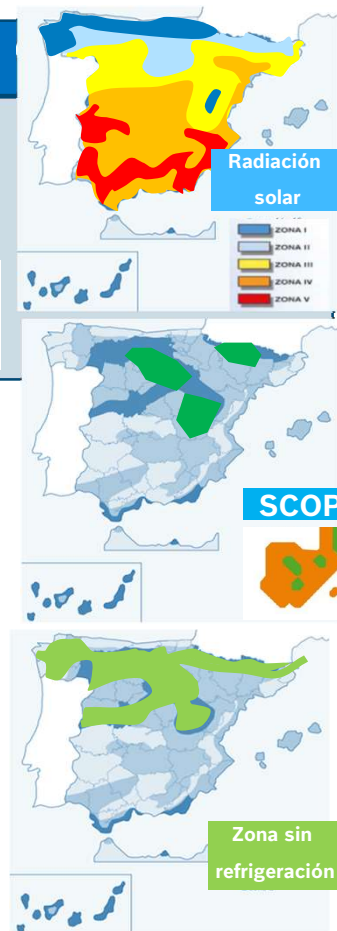 Radiación
solar
ZONA I
ZONA II
ZONA III
ZONA IV
ZONA V
SCOP
Zona sin
refrigeración